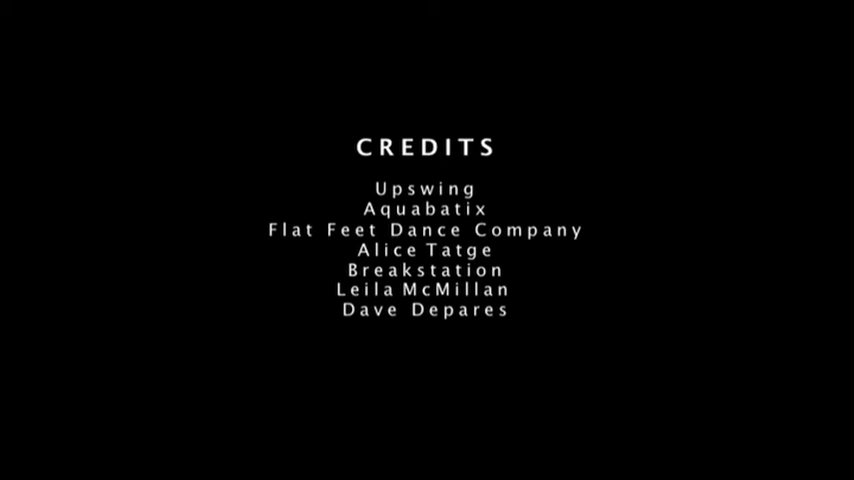 CREDITS
Upswing
Aquabatix
Flat Feet Dance Company
Alice Tatge
Breakstation
Leila McMillan
Dave Depares